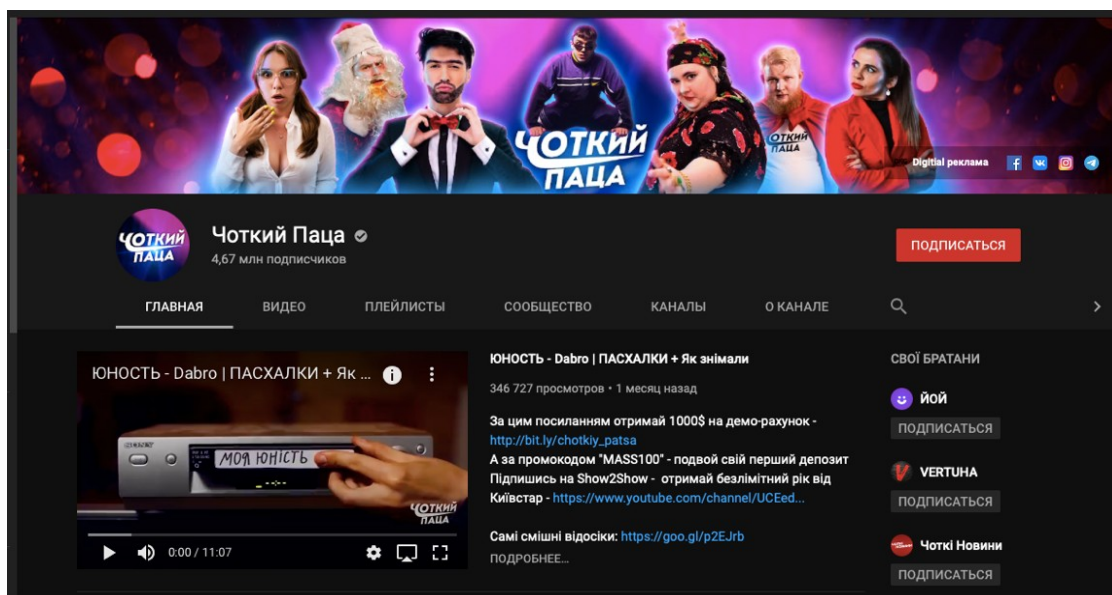 ЧОТКИЙ
ПАЦА
ЧОТКИЙ
ПАЦА
Digitial реклама
ЧОТКИЙ
ПАЦА
Чоткий Паца
4,67 млн подписчиков
ПОДПИСАТЬСЯ
ГЛАВНАЯ ВИДЕО ПЛЕЙЛИСТЫ СООБЩЕСТВО КАНАЛЫ О КАНАЛЕ
ЮНОСТЬ - Dabro | ПАСХАЛКИ + Як ...
МОЯ ЮНІСТЬ
ЧОТКИЙ
ПАЦА
0:00 / 11:07
ЮНОСТЬ - Dabro | ПАСХАЛКИ + Як знімали
346 727 просмотров • 1 месяц назад
За цим посиланням отримай 1000$ на демо-рахунок -
http://bit.ly/chotkiy_patsa
А за промокодом "MASS100" - подвой свій перший депозит
Підпишись на Show2Show - отримай безлімітний рік від
Київстар - https://www.youtube.com/channel/UCEed...
Самі смішні відосіки: https://goo.gl/p2EJrb
ПОДРОБНЕЕ...
СВОЇ БРАТАНИ
ЙОЙ
ПОДПИСАТЬСЯ
VERTUHA
ПОДПИСАТЬСЯ
Чоткі Новини
ПОДПИСАТЬСЯ